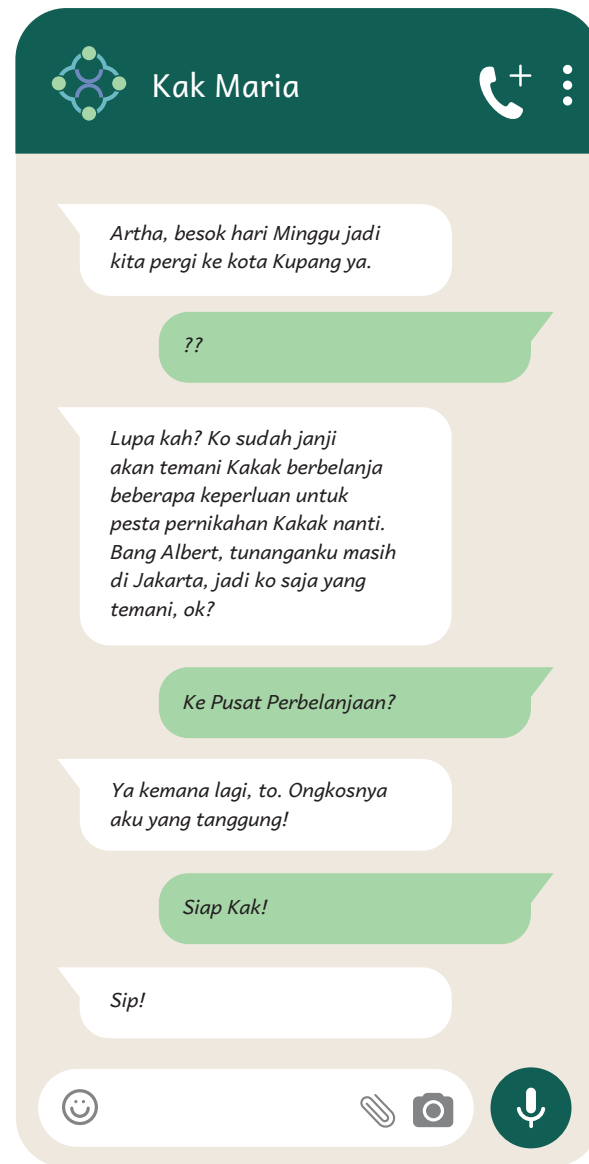 Kak Maria
Artha, besok hari Minggu jadi
kita pergi ke kota Kupang ya.
??
Lupa kah? Ko sudah janji
akan temani Kakak berbelanja
beberapa keperluan untuk
pesta pernikahan Kakak nanti.
Bang Albert, tunanganku masih
di Jakarta, jadi ko saja yang
temani, ok?
Ke Pusat Perbelanjaan?
Ya kemana lagi, to. Ongkosnya
aku yang tanggung!
Siap Kak!
Sip!